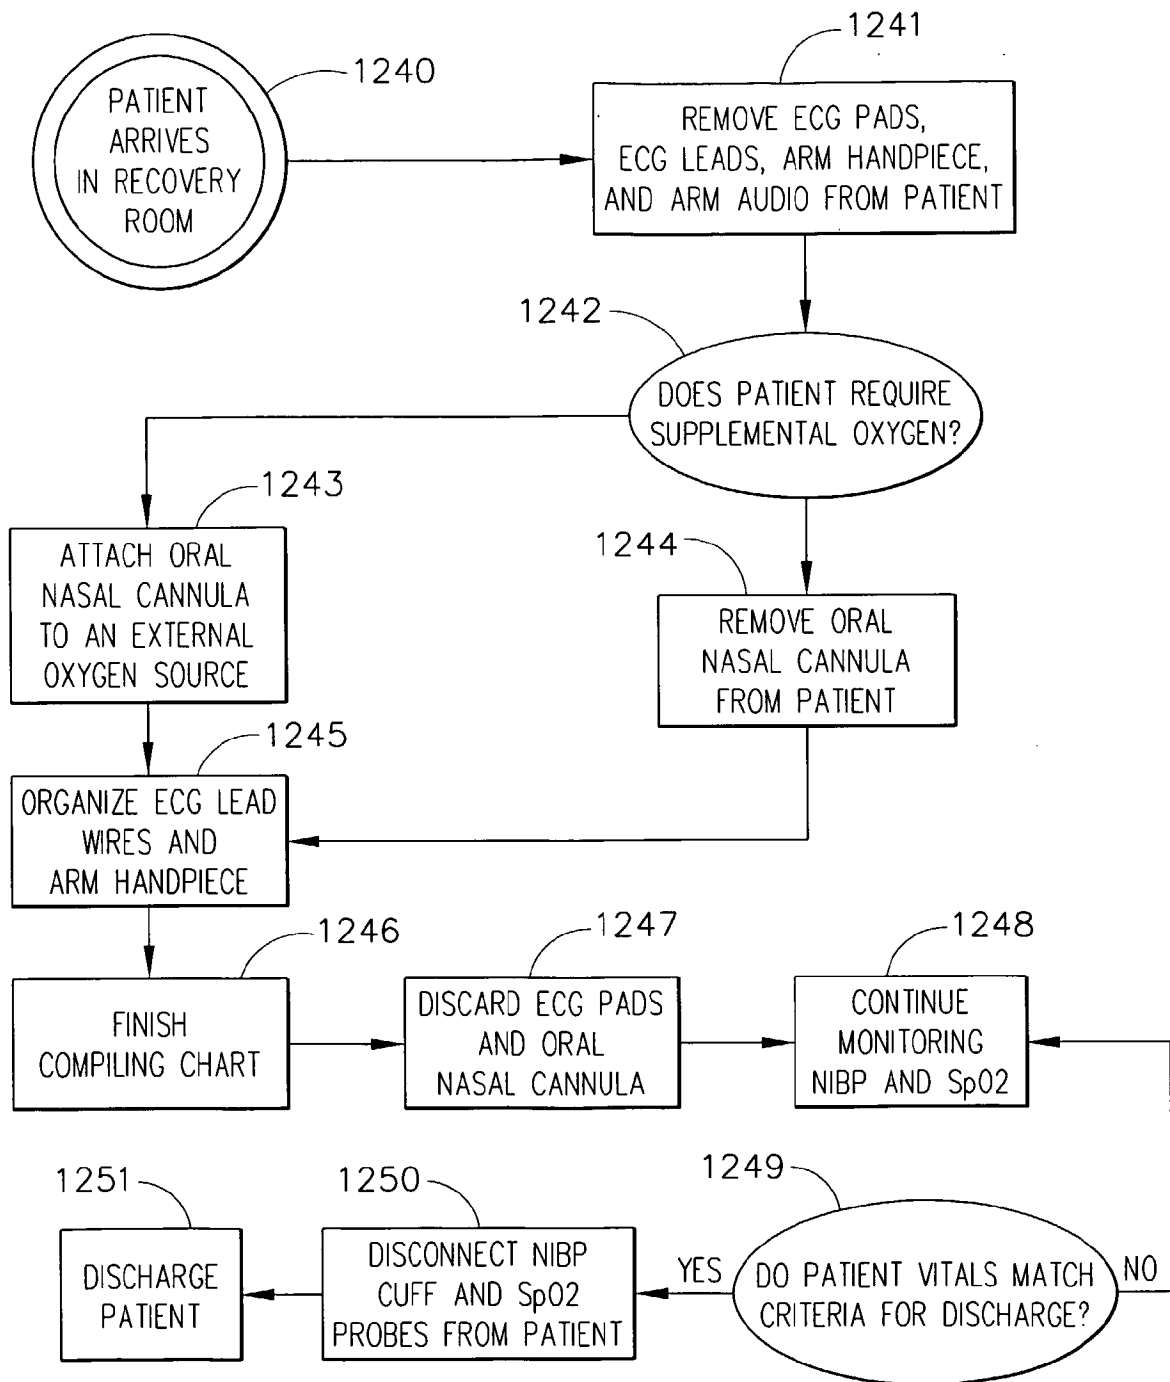 1240
PATIENT
ARRIVES
IN RECOVERY
ROOM
1241
REMOVE ECG PADS,
ECG LEADS, ARM HANDPIECE,
AND ARM AUDIO FROM PATIENT
1242
DOES PATIENT REQUIRE
SUPPLEMENTAL OXYGEN?
1243
ATTACH ORAL
NASAL CANNULA
TO AN EXTERNAL
OXYGEN SOURCE
1244
REMOVE ORAL
NASAL CANNULA
FROM PATIENT
1245
ORGANIZE ECG LEAD
WIRES AND
ARM HANDPIECE
1246
FINISH
COMPILING CHART
1247
DISCARD ECG PADS
AND ORAL
NASAL CANNULA
1248
CONTINUE
MONITORING
NIBP AND SpO2
1249
DO PATIENT VITALS MATCH
CRITERIA FOR DISCHARGE?
NO
YES
1250
DISCONNECT NIBP
CUFF AND SpO2
PROBES FROM PATIENT
1251
DISCHARGE
PATIENT